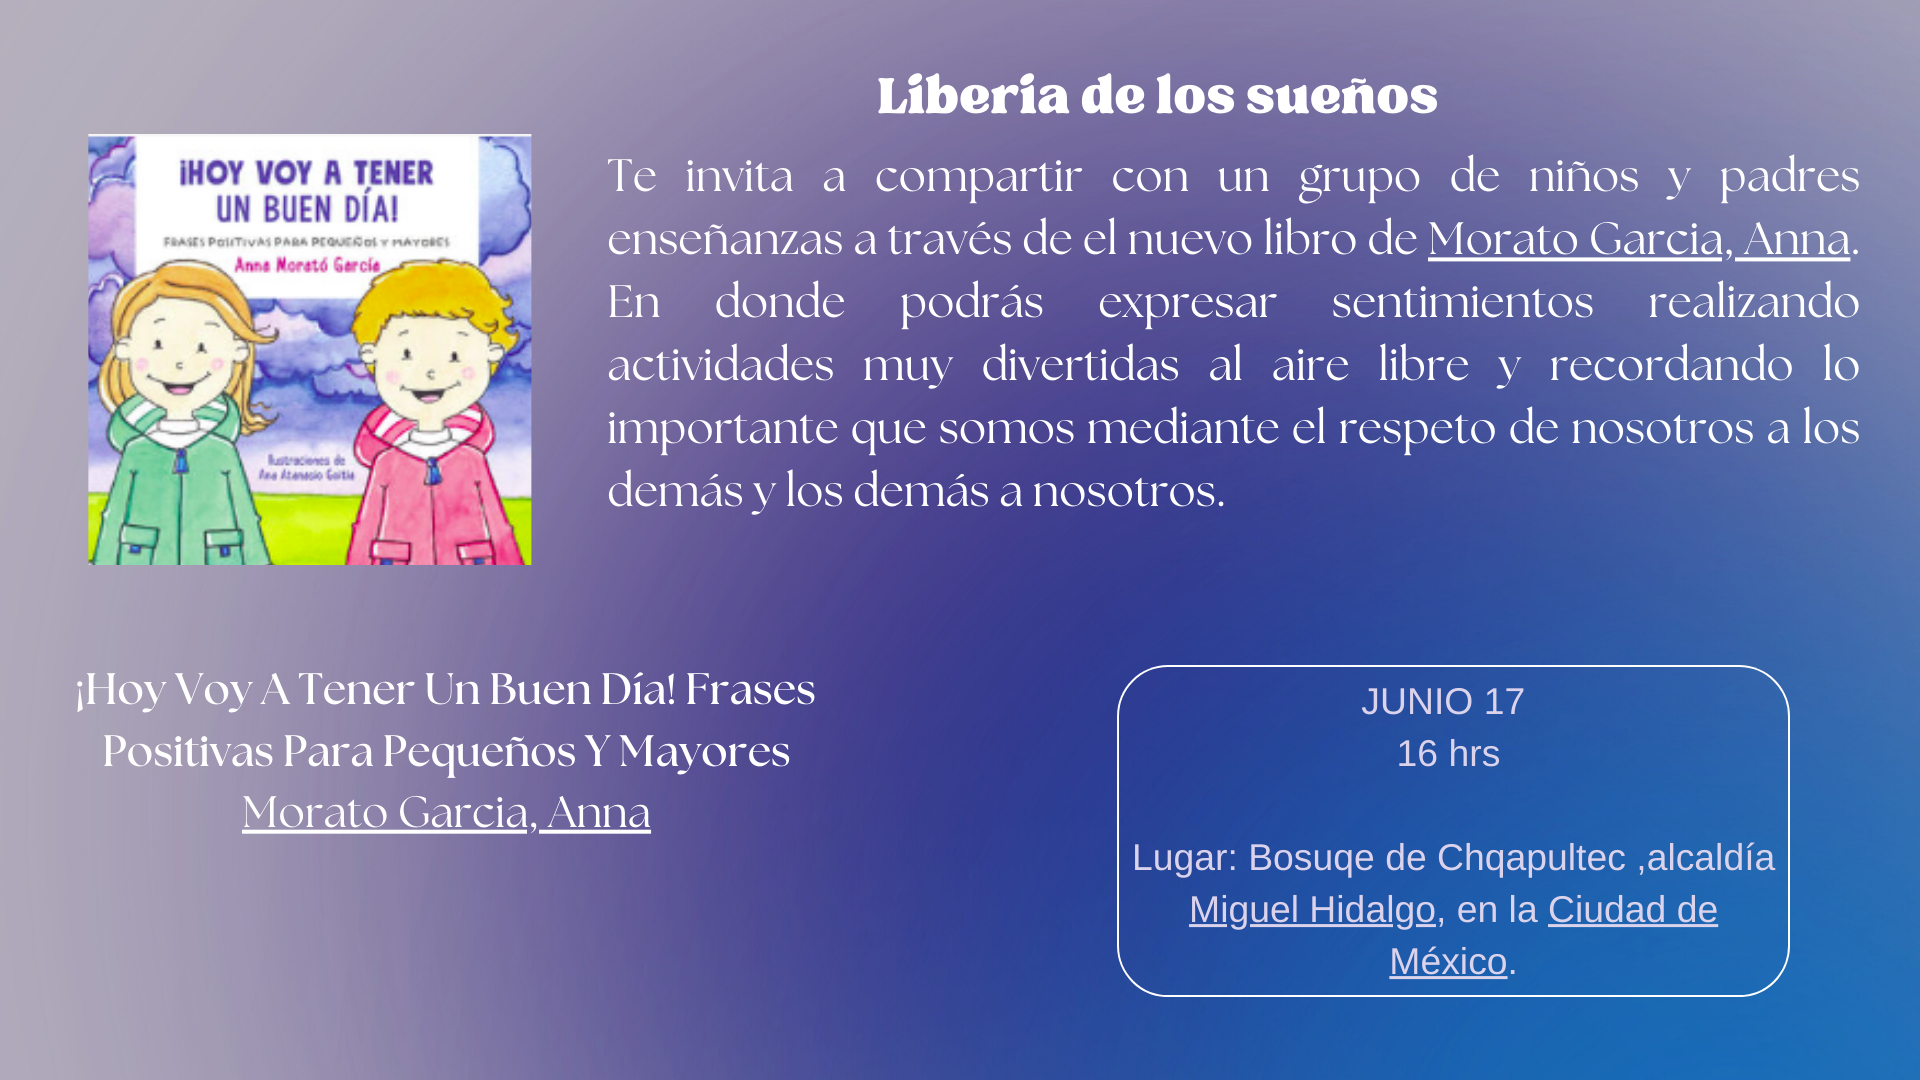 Libería de los sueños
¡HOY VOY A TENER
UN BUEN DÍA!
FRASES POSITIVAS PARA PEQUEÑOS Y MAYORES
Anna Morató García
Ilustraciones de
Ana Atanasio Goitia
Te invita a compartir con un grupo de niños y padres
enseñanzas a través de el nuevo libro de Morato Garcia, Anna.
En donde podrás expresar sentimientos realizando
actividades muy divertidas al aire libre y recordando lo
importante que somos mediante el respeto de nosotros a los
demás y los demás a nosotros.
¡Hoy Voy A Tener Un Buen Día! Frases
Positivas Para Pequeños Y Mayores
Morato Garcia, Anna
JUNIO 17
16 hrs
Lugar: Bosuqe de Chqapultec ,alcaldía
Miguel Hidalgo, en la Ciudad de
México.